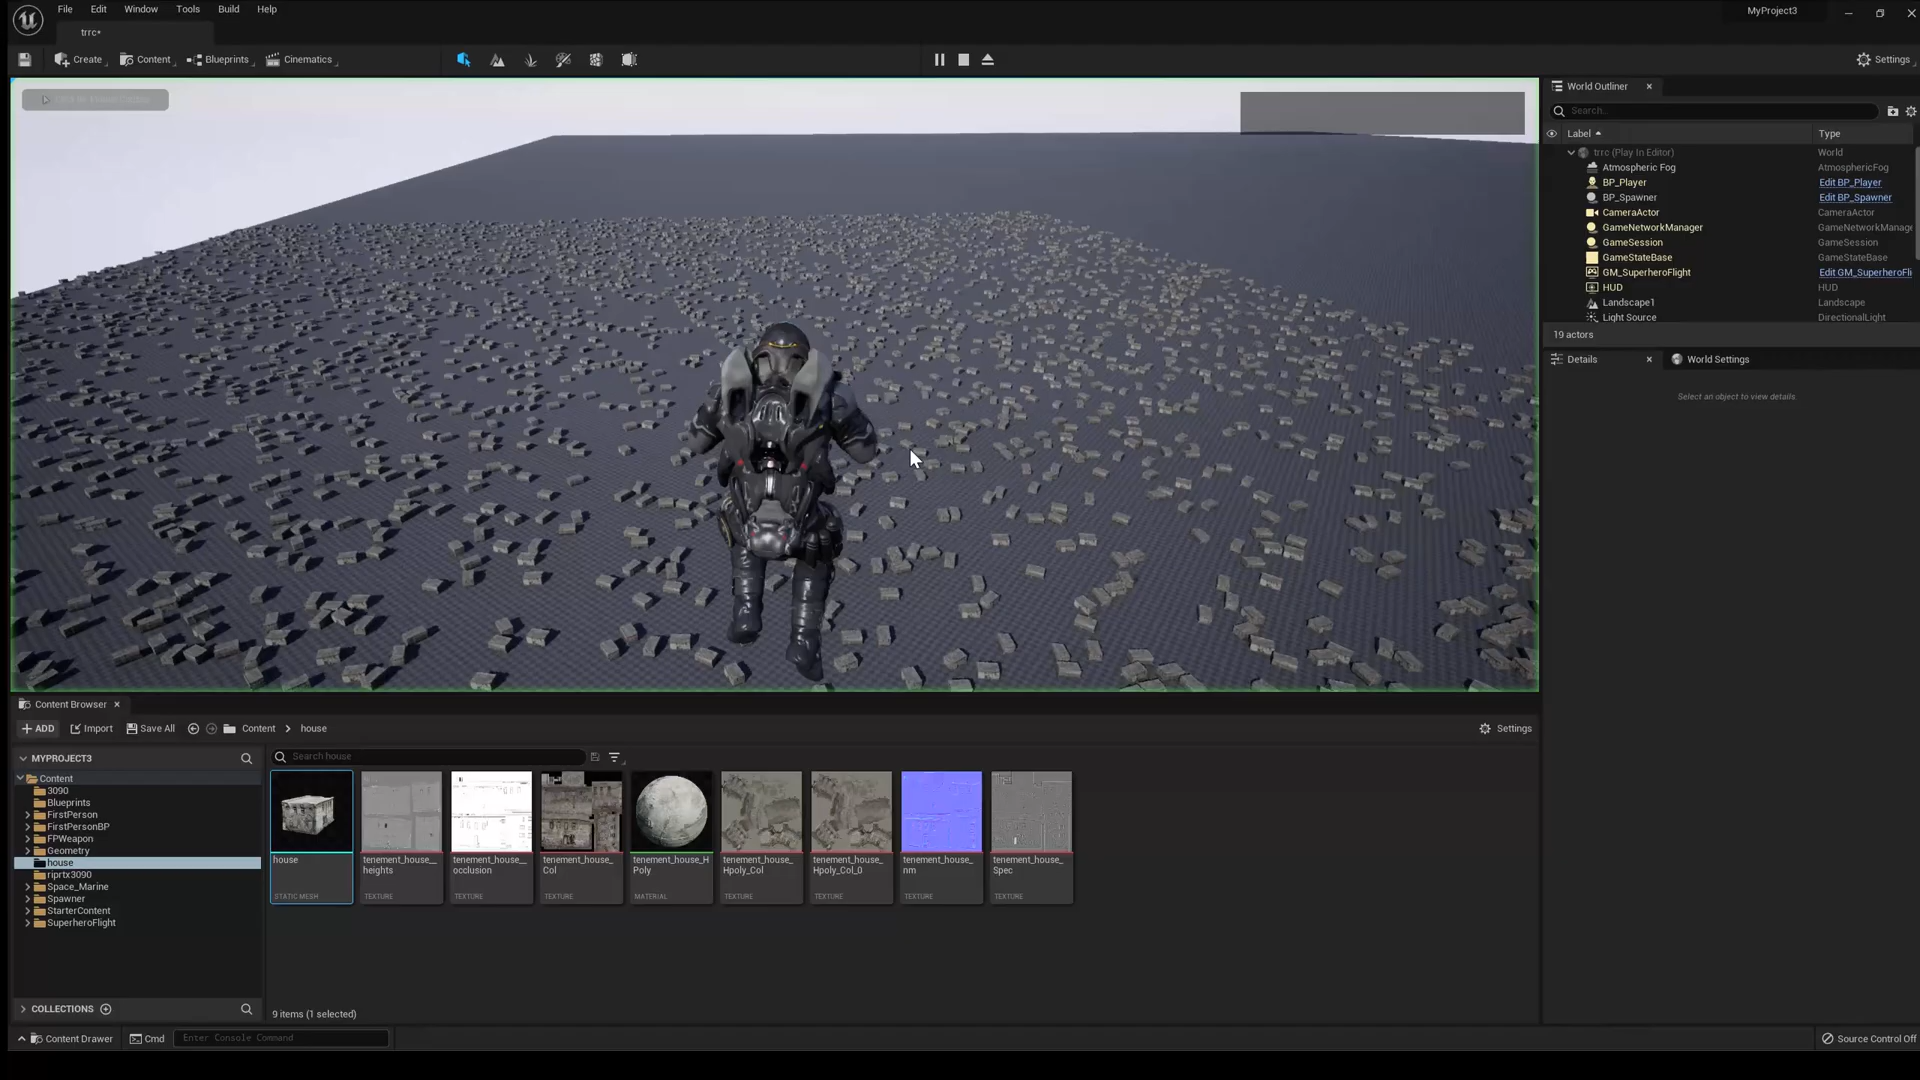 File Edit Window Tools Build Help
MyProject3
trrc*
Create Content Blueprints Cinematics
Settings
World Outliner
Search...
Label Type
trrc (Play In Editor) World
Atmospheric Fog AtmosphericFog
BP_Player Edit BP_Player
BP_Spawner Edit BP_Spawner
CameraActor CameraActor
GameNetworkManager GameNetworkManage
GameSession GameSession
GameStateBase GameStateBase
GM_SuperheroFlight Edit GM_SuperheroFli
HUD HUD
Landscape1 Landscape
Light Source DirectionalLight
19 actors
Details World Settings
Select an object to view details.
Content Browser
ADD Import Save All Content house
Settings
MYPROJECT3
Search house
Content
3090
Blueprints
FirstPerson
FirstPersonBP
FPWeapon
Geometry
house
riprtx3090
Space_Marine
Spawner
StarterContent
SuperheroFlight
COLLECTIONS
house
STATIC MESH
tenement_house__
heights
TEXTURE
tenement_house__
occlusion
TEXTURE
tenement_house_
Col
TEXTURE
tenement_house_H
Poly
MATERIAL
tenement_house_
Hpoly_Col
TEXTURE
tenement_house_
Hpoly_Col_0
TEXTURE
tenement_house_
nm
TEXTURE
tenement_house_
Spec
TEXTURE
9 items (1 selected)
Content Drawer Cmd Enter Console Command
Source Control Off